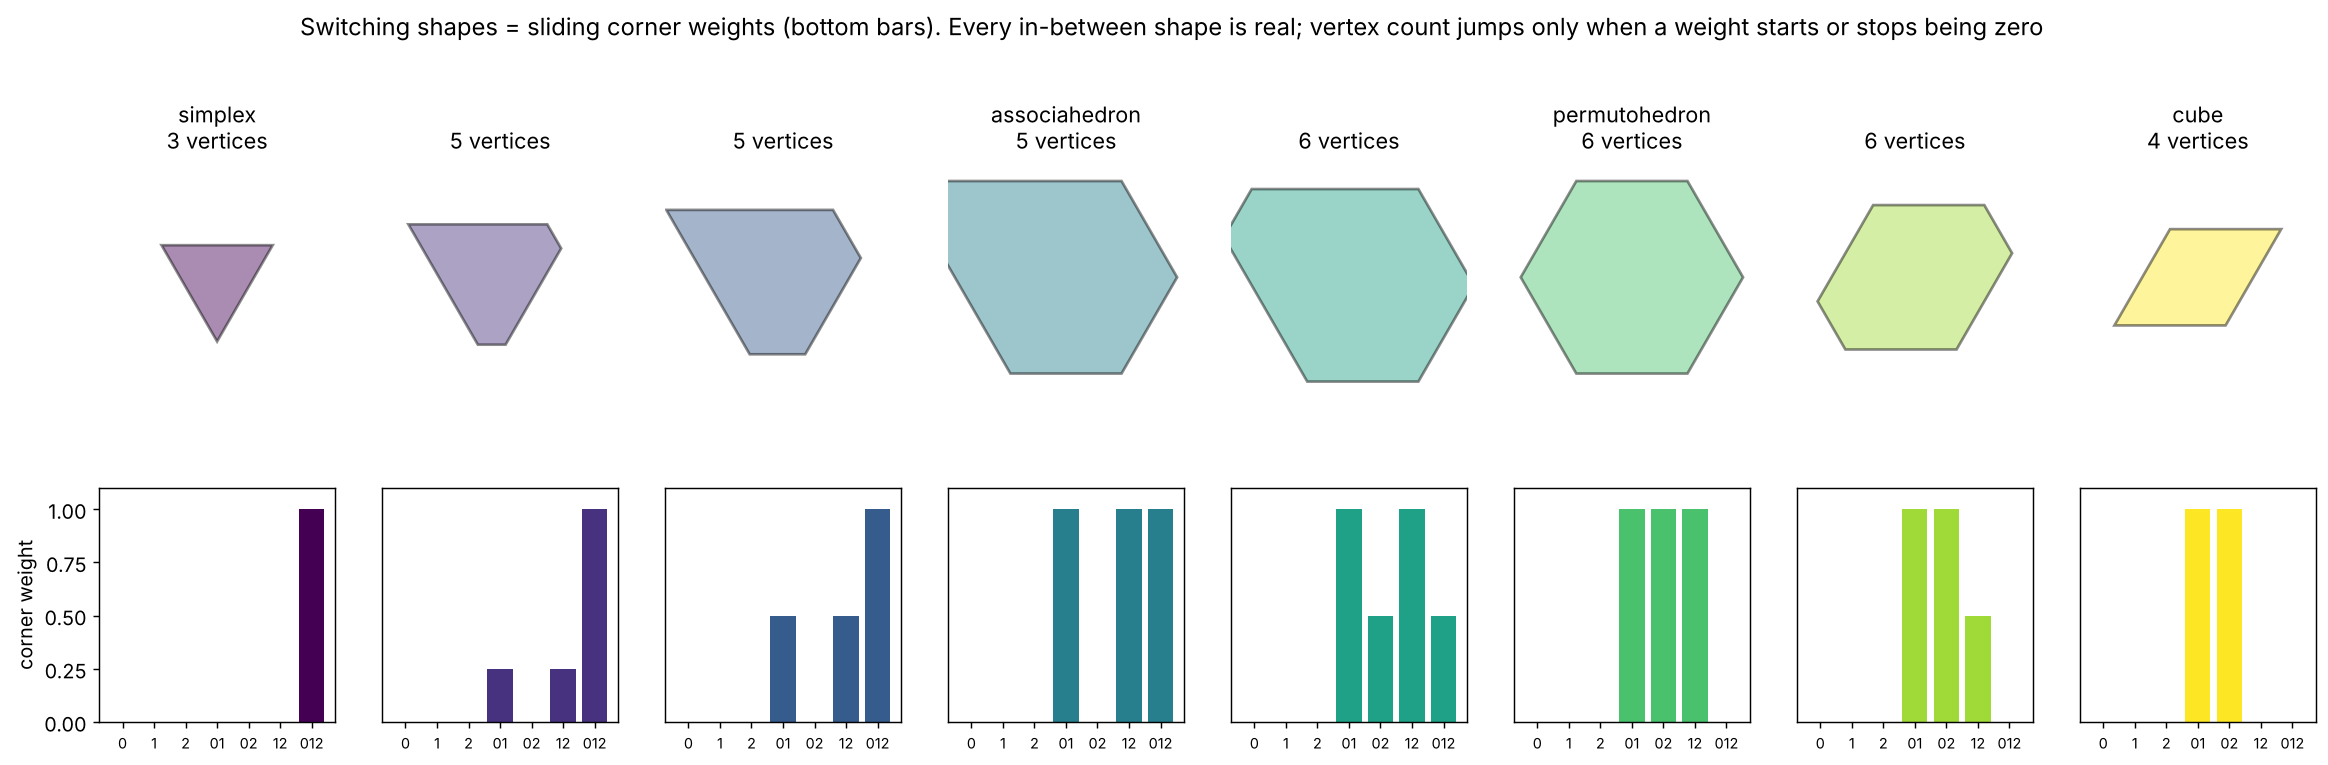 Switching shapes = sliding corner weights (bottom bars). Every in-between shape is real; vertex count jumps only when a weight starts or stops being zero
simplex
3 vertices
5 vertices
5 vertices
associahedron
5 vertices
6 vertices
permutohedron
6 vertices
6 vertices
cube
4 vertices
corner weight
1.00
0.75
0.50
0.25
0.00
0 1 2 01 02 12 012
0 1 2 01 02 12 012
0 1 2 01 02 12 012
0 1 2 01 02 12 012
0 1 2 01 02 12 012
0 1 2 01 02 12 012
0 1 2 01 02 12 012
0 1 2 01 02 12 012